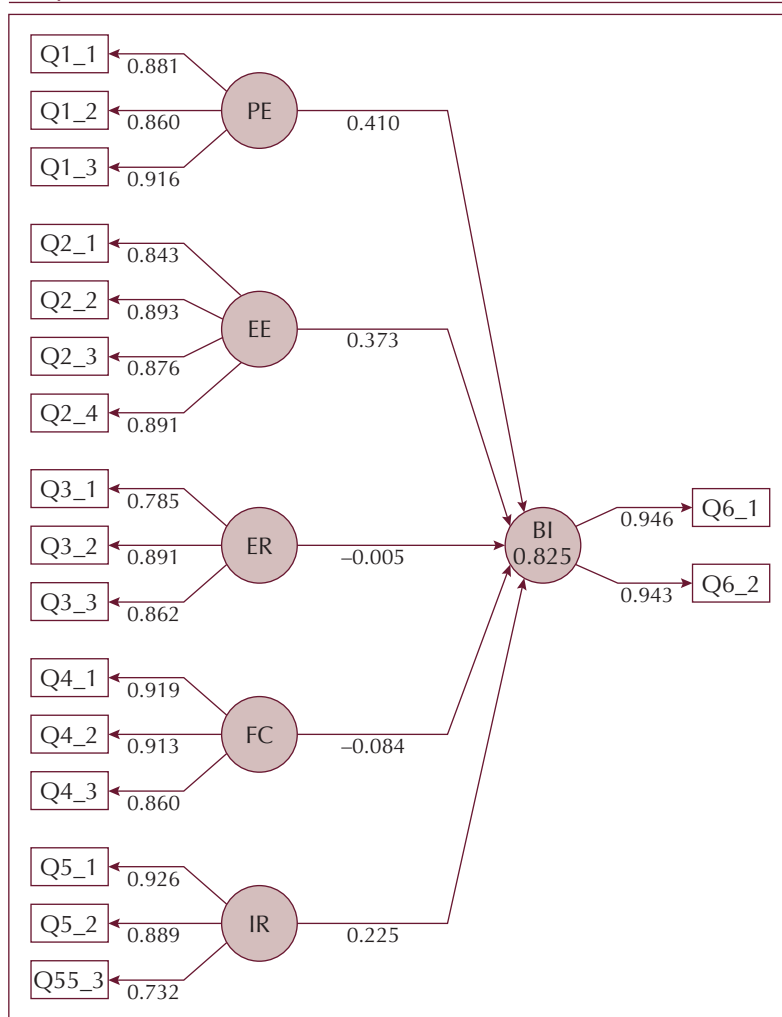 Q1_1
0.881
Q1_2
0.860
PE
0.410
Q1_3
0.916
Q2_1
0.843
Q2_2
0.893
EE
0.373
Q2_3
0.876
Q2_4
0.891
Q3_1
0.785
Q3_2
0.891
ER
–0.005
Q3_3
0.862
BI
0.825
0.946
Q6_1
0.943
Q6_2
Q4_1
0.919
Q4_2
0.913
FC
–0.084
Q4_3
0.860
Q5_1
0.926
Q5_2
0.889
IR
0.225
Q55_3
0.732